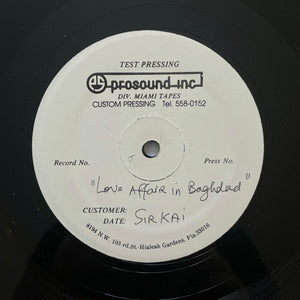 TEST PRESSING
prosound inc
DIV. MIAMI TAPES
CUSTOM PRESSING Tel. 558-0152
Record No. Press No.
"Love Affair in Baghdad"
CUSTOMER:
DATE: SIRKAI
8194 N.W. 103 rd. St.-Hialeah Gardens, Fla. 33016